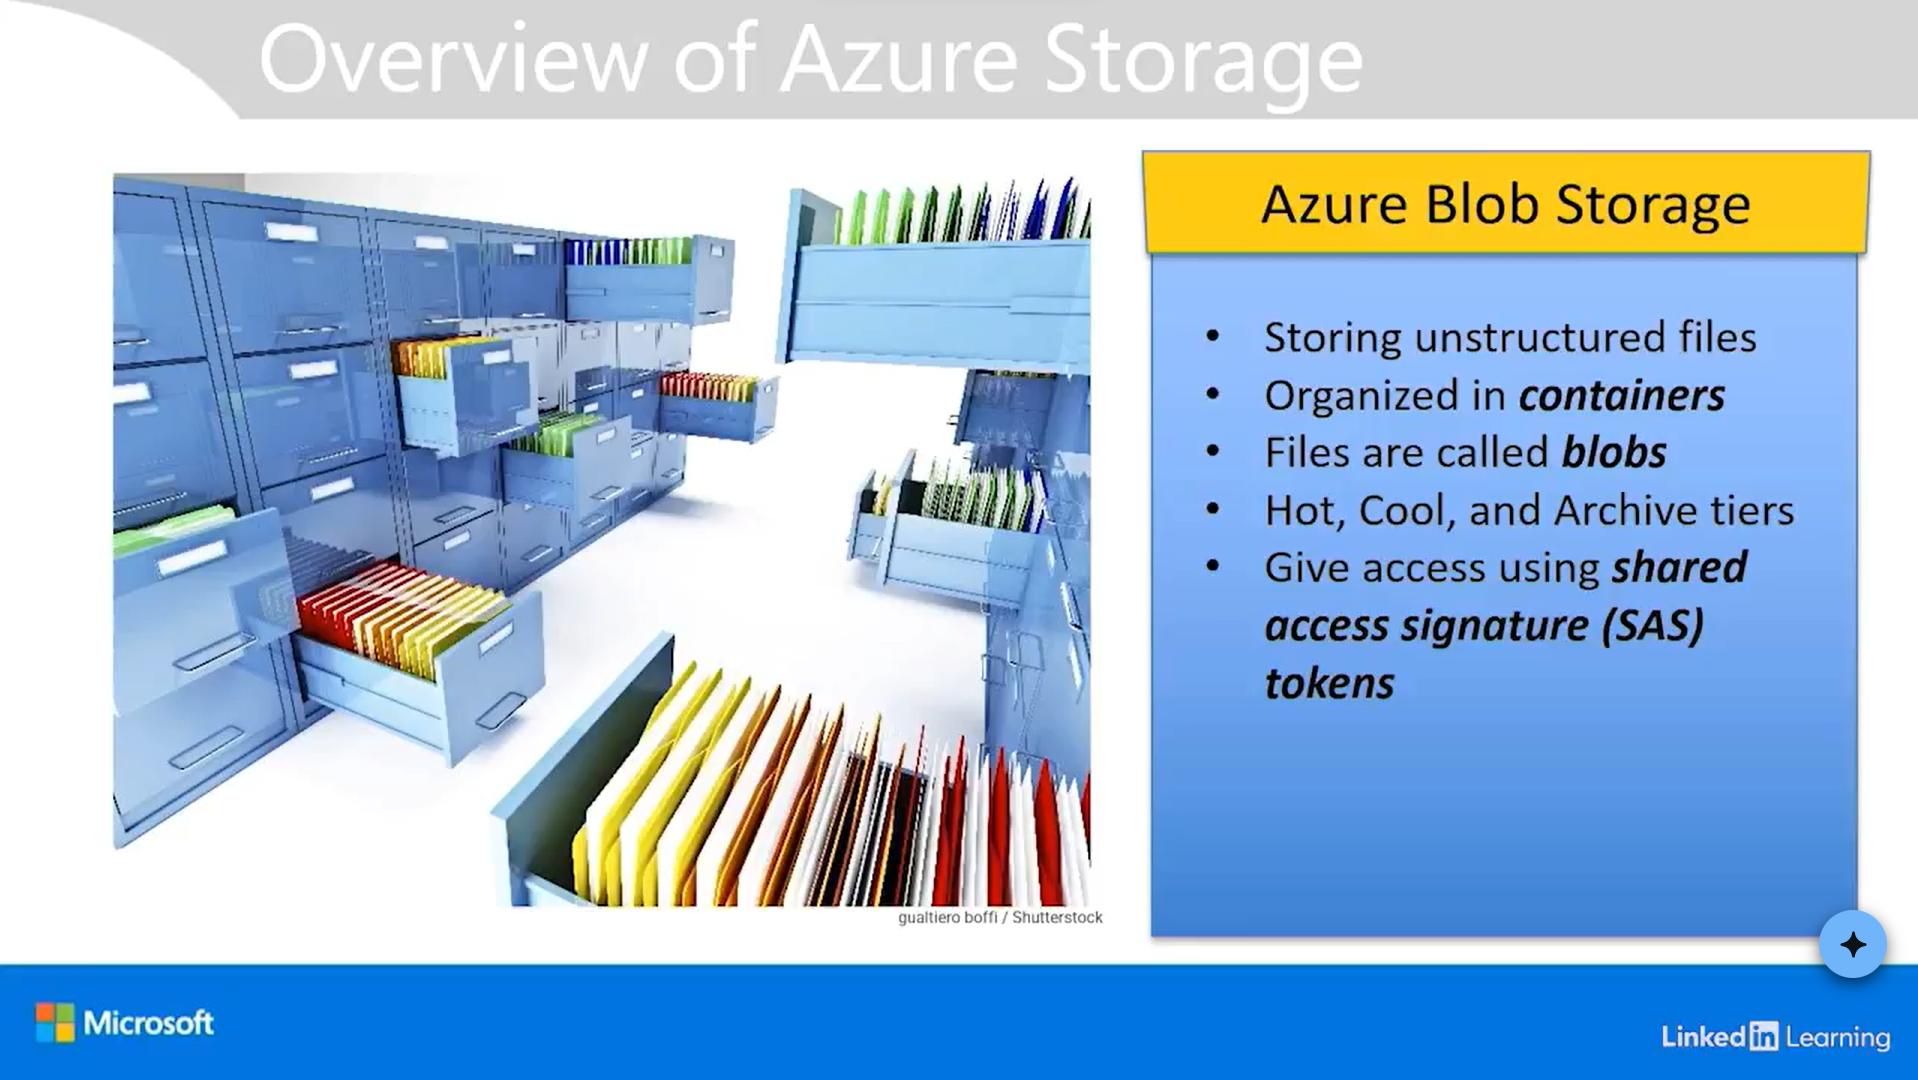 Overview of Azure Storage
Azure Blob Storage
• Storing unstructured files
• Organized in containers
• Files are called blobs
• Hot, Cool, and Archive tiers
• Give access using shared
access signature (SAS)
tokens
gualtiero boffi / Shutterstock
Microsoft
LinkedIn Learning